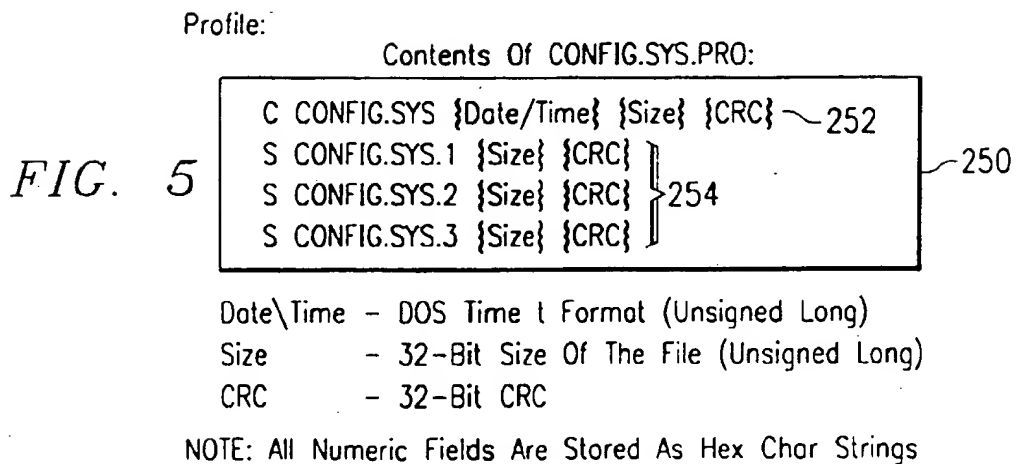 Profile:
Contents Of CONFIG.SYS.PRO:
C CONFIG.SYS {Date/Time} {Size} {CRC} 252
S CONFIG.SYS.1 {Size} {CRC}
S CONFIG.SYS.2 {Size} {CRC} 254
S CONFIG.SYS.3 {Size} {CRC}
250
FIG. 5
Date\Time - DOS Time t Format (Unsigned Long)
Size - 32-Bit Size Of The File (Unsigned Long)
CRC - 32-Bit CRC
NOTE: All Numeric Fields Are Stored As Hex Char Strings